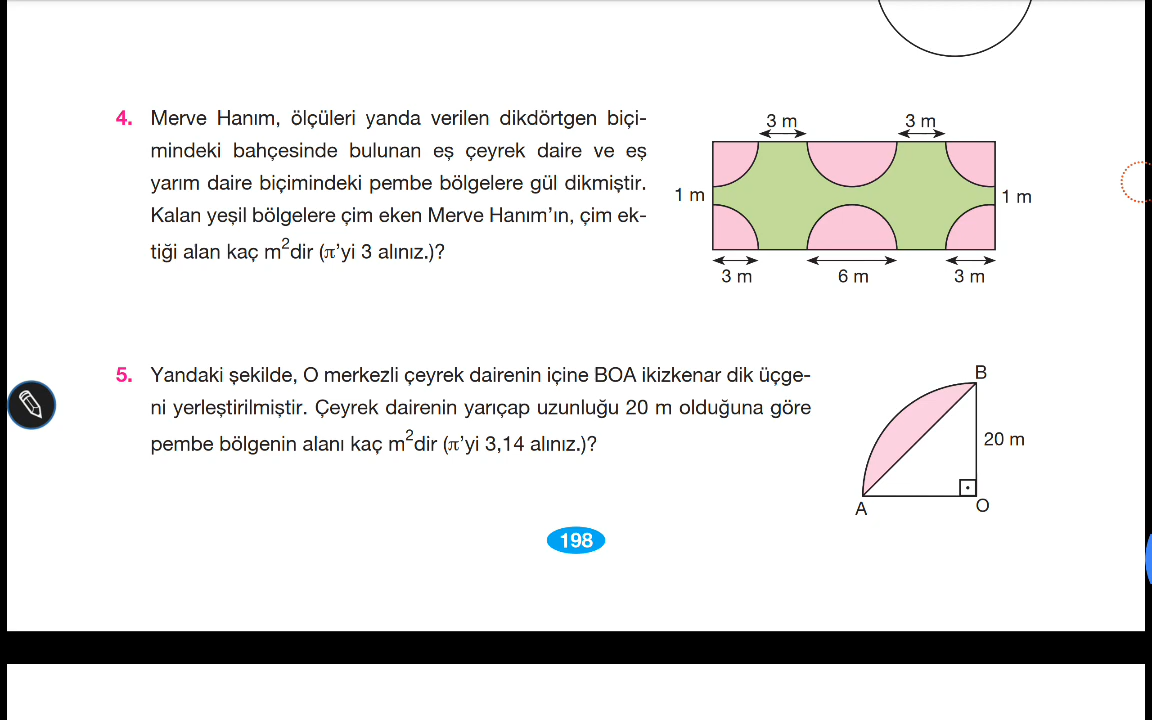 4. Merve Hanım, ölçüleri yanda verilen dikdörtgen biçi-
mindeki bahçesinde bulunan eş çeyrek daire ve eş
yarım daire biçimindeki pembe bölgelere gül dikmiştir.
Kalan yeşil bölgelere çim eken Merve Hanım'ın, çim ek-
tiği alan kaç m²dir (π'yi 3 alınız.)?
3 m 3 m
1 m 1 m
3 m 6 m 3 m
5. Yandaki şekilde, O merkezli çeyrek dairenin içine BOA ikizkenar dik üçge-
ni yerleştirilmiştir. Çeyrek dairenin yarıçap uzunluğu 20 m olduğuna göre
pembe bölgenin alanı kaç m²dir (π'yi 3,14 alınız.)?
B
20 m
A O
198